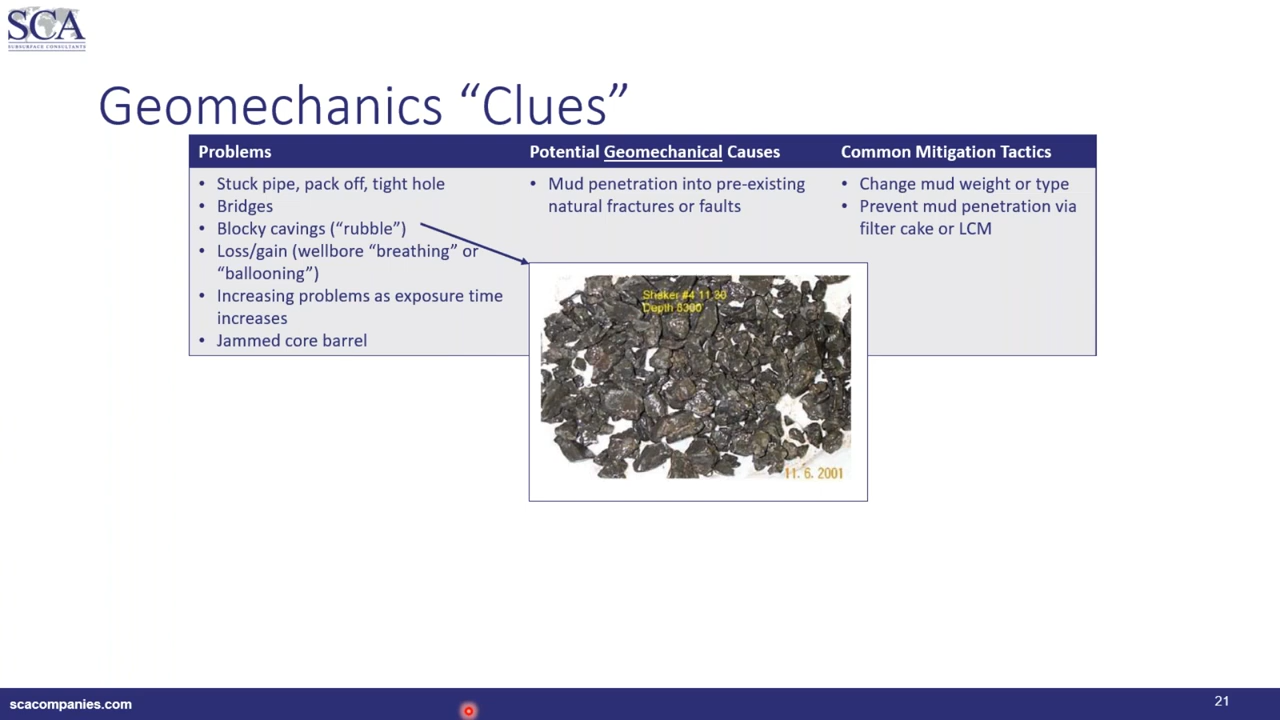 SCA
SUBSURFACE CONSULTANTS
Geomechanics “Clues”
Problems
Potential Geomechanical Causes
Common Mitigation Tactics
• Stuck pipe, pack off, tight hole
• Bridges
• Blocky cavings (“rubble”)
• Loss/gain (wellbore “breathing” or
“ballooning”)
• Increasing problems as exposure time
increases
• Jammed core barrel
• Mud penetration into pre-existing
natural fractures or faults
• Change mud weight or type
• Prevent mud penetration via
filter cake or LCM
Shaker #4 11:30
Depth 8300'
11. 6. 2001
scacompanies.com
21